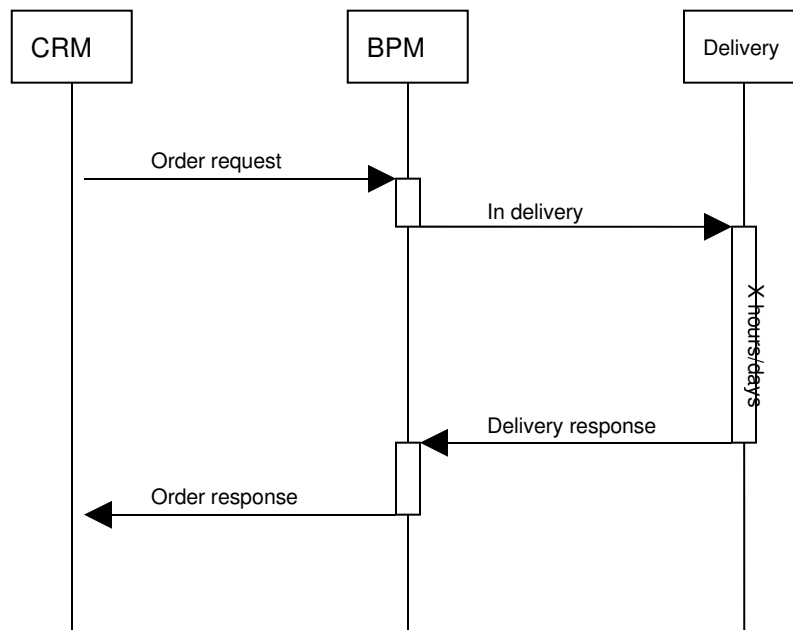 CRM
BPM
Delivery
Order request
In delivery
X hours/days
Delivery response
Order response